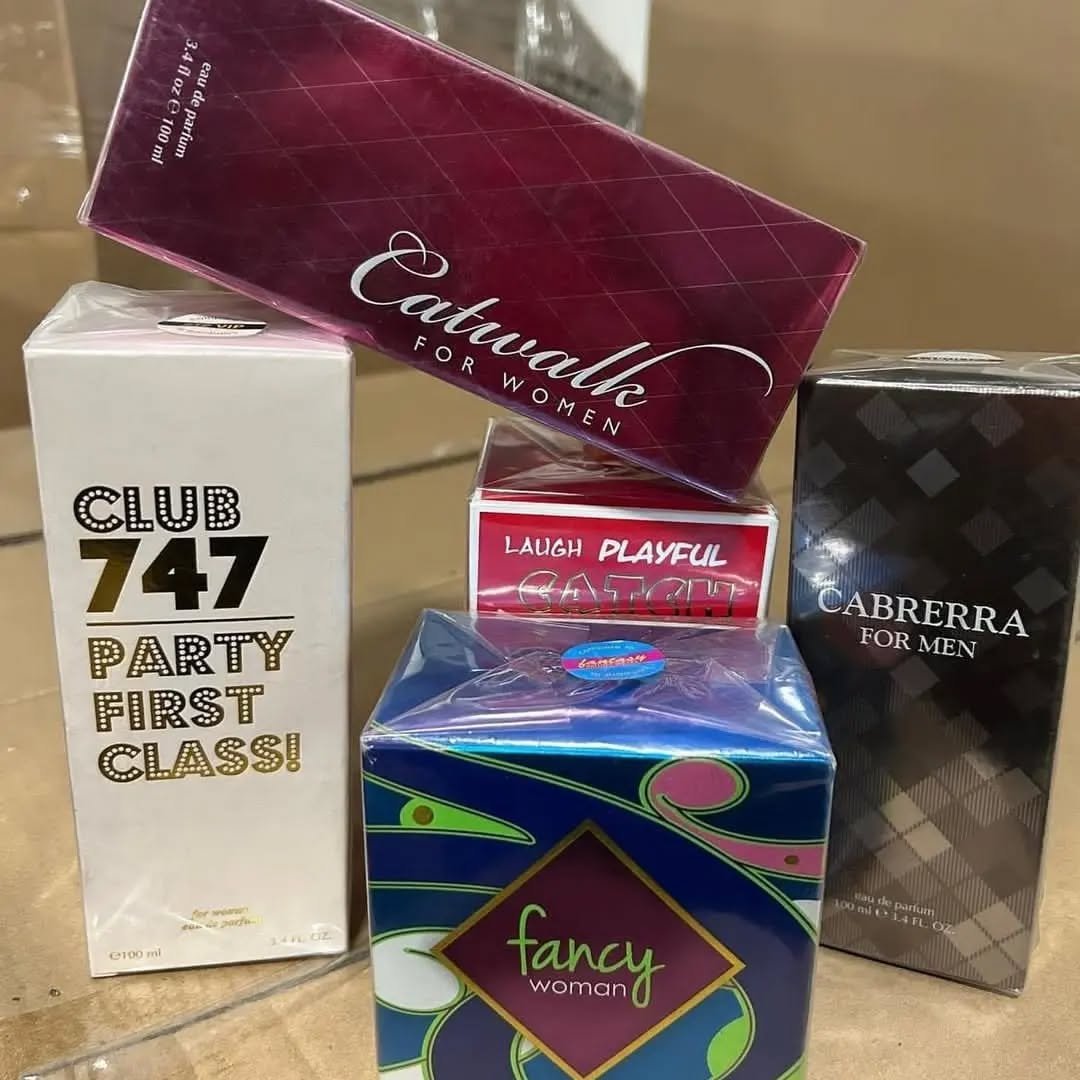 eau de parfum
3.4 fl oz e 100 ml
Catwalk
FOR WOMEN
CLUB
747
PARTY
FIRST
CLASS!
for women
eau de parfum
e100 ml
3.4 FL. OZ.
LAUGH PLAYFUL
CATCH
fantasy
fancy
woman
CABRERRA
FOR MEN
eau de parfum
100 ml e 3.4 FL. OZ.